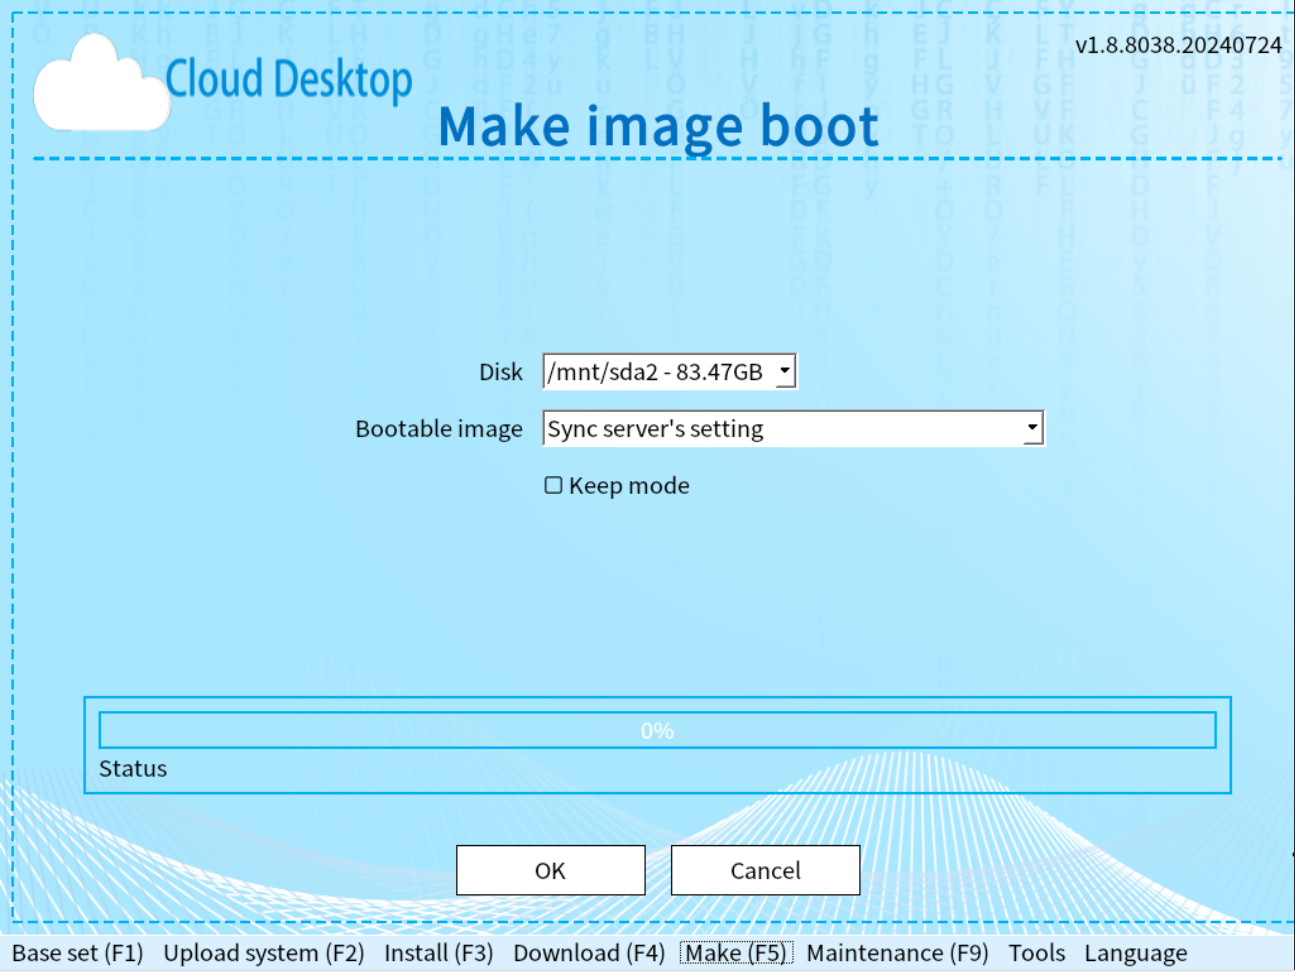 v1.8.8038.20240724
Cloud Desktop
Make image boot
Disk /mnt/sda2 - 83.47GB
Bootable image Sync server's setting
Keep mode
0%
Status
OK Cancel
Base set (F1) Upload system (F2) Install (F3) Download (F4) Make (F5) Maintenance (F9) Tools Language